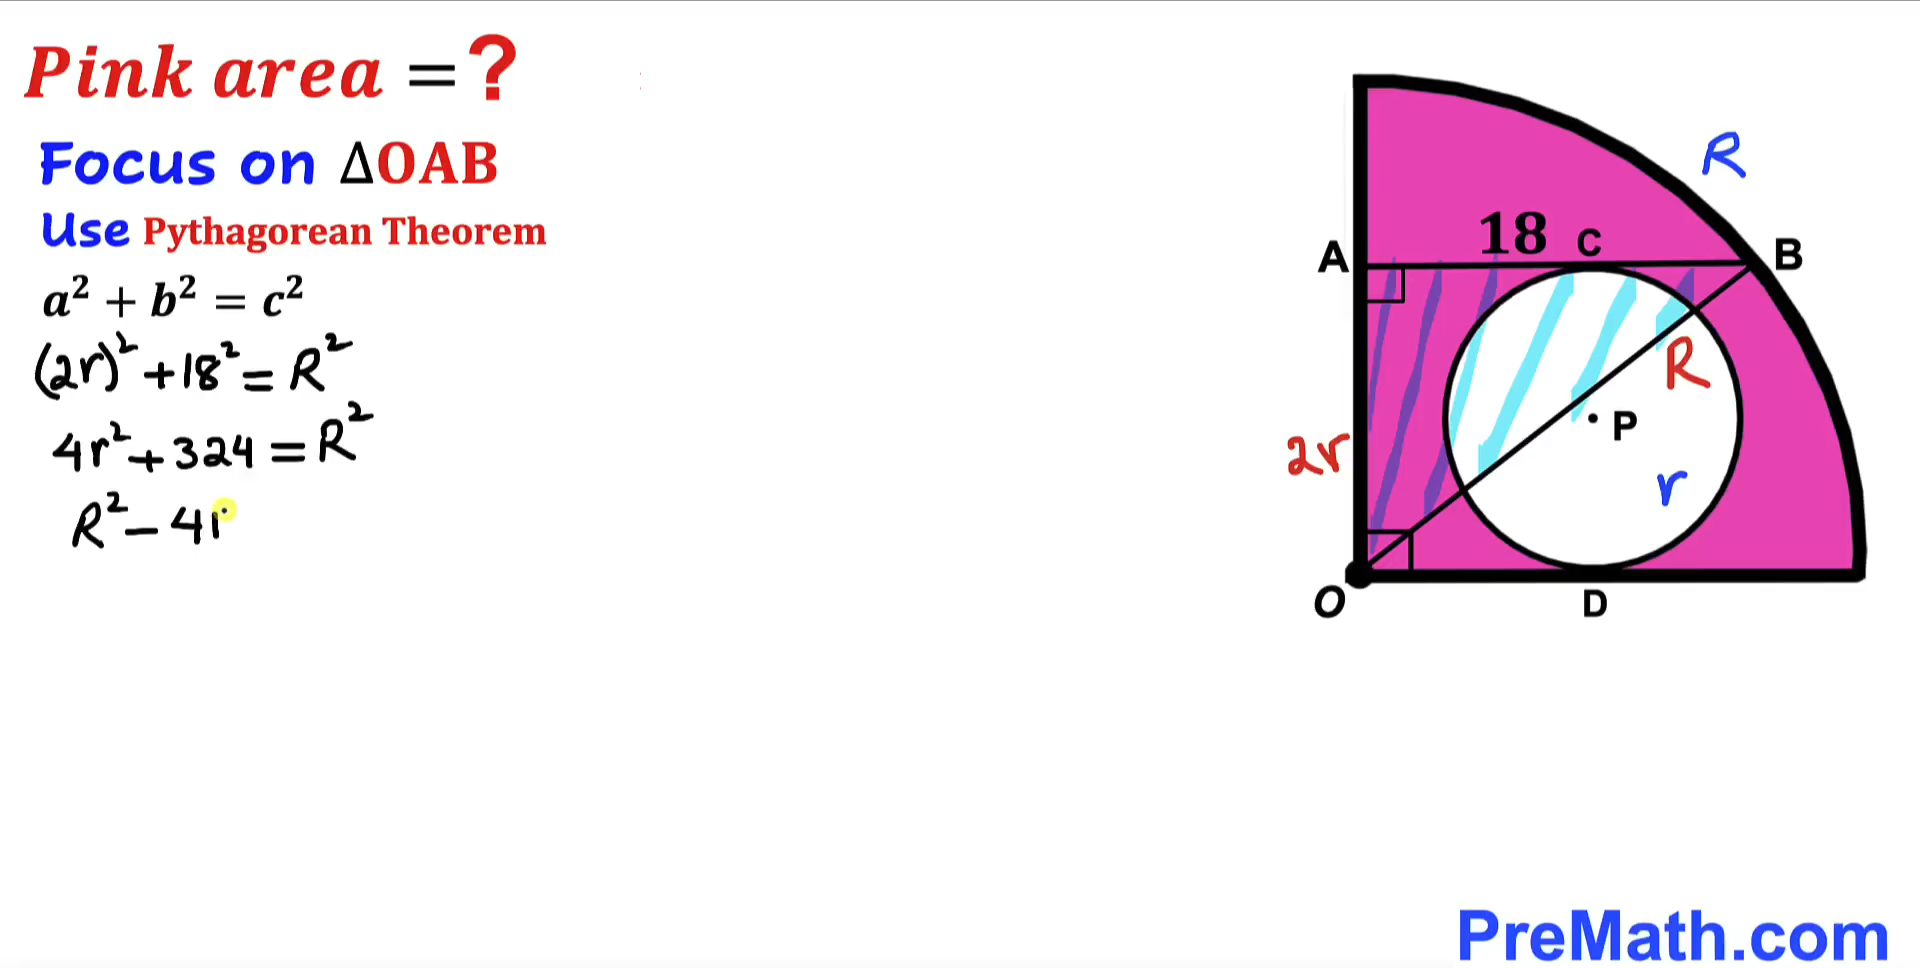 Pink area = ?
Focus on ΔOAB
Use Pythagorean Theorem
a² + b² = c²
(2r)² + 18² = R²
4r² + 324 = R²
R² - 4r
R
A
18
C
B
R
P
2r
r
O
D
PreMath.com